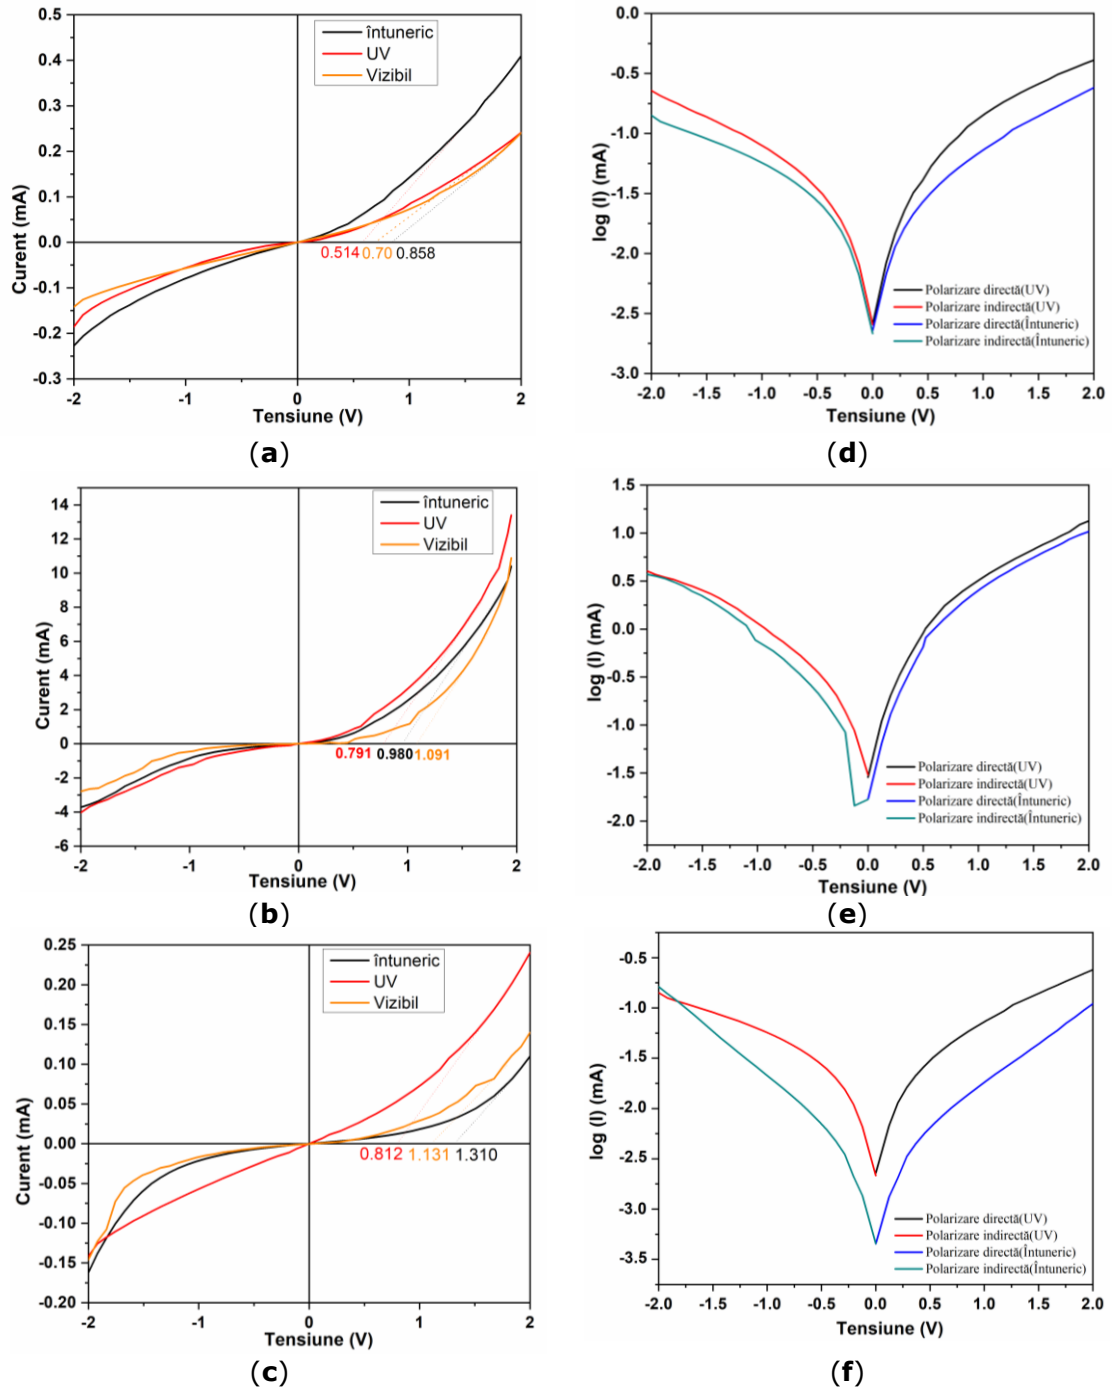 0.5
0.4
0.3
0.2
0.1
0.0
-0.1
-0.2
-0.3
Curent (mA)
întuneric
UV
Vizibil
0.514 0.70 0.858
-2 -1 0 1 2
Tensiune (V)
(a)
0.0
-0.5
-1.0
-1.5
-2.0
-2.5
-3.0
log (I) (mA)
Polarizare directă(UV)
Polarizare indirectă(UV)
Polarizare directă(Întuneric)
Polarizare indirectă(Întuneric)
-2.0 -1.5 -1.0 -0.5 0.0 0.5 1.0 1.5 2.0
Tensiune (V)
(d)
14
12
10
8
6
4
2
0
-2
-4
-6
Curent (mA)
întuneric
UV
Vizibil
0.791 0.980 1.091
-2 -1 0 1 2
Tensiune (V)
(b)
1.5
1.0
0.5
0.0
-0.5
-1.0
-1.5
-2.0
log (I) (mA)
Polarizare directă(UV)
Polarizare indirectă(UV)
Polarizare directă(Întuneric)
Polarizare indirectă(Întuneric)
-2.0 -1.5 -1.0 -0.5 0.0 0.5 1.0 1.5 2.0
Tensiune (V)
(e)
0.25
0.20
0.15
0.10
0.05
0.00
-0.05
-0.10
-0.15
-0.20
Curent (mA)
întuneric
UV
Vizibil
0.812 1.131 1.310
-2 -1 0 1 2
Tensiune (V)
(c)
-0.5
-1.0
-1.5
-2.0
-2.5
-3.0
-3.5
log (I) (mA)
Polarizare directă(UV)
Polarizare indirectă(UV)
Polarizare directă(Întuneric)
Polarizare indirectă(Întuneric)
-2.0 -1.5 -1.0 -0.5 0.0 0.5 1.0 1.5 2.0
Tensiune (V)
(f)